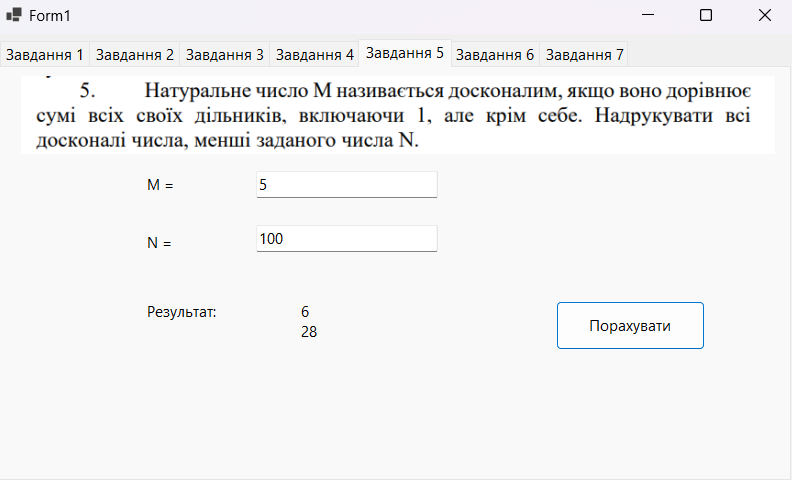 Form1
Завдання 1 Завдання 2 Завдання 3 Завдання 4 Завдання 5 Завдання 6 Завдання 7
5. Натуральне число М називається досконалим, якщо воно дорівнює
сумі всіх своїх дільників, включаючи 1, але крім себе. Надрукувати всі
досконалі числа, менші заданого числа N.
M = 5
N = 100
Результат: 6
28
Порахувати